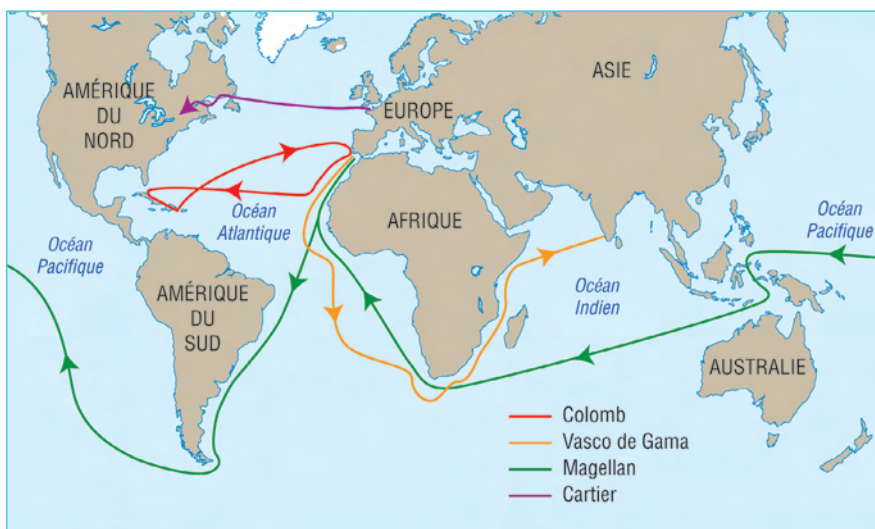 AMÉRIQUE
DU
NORD
EUROPE
ASIE
Océan
Atlantique
AFRIQUE
Océan
Pacifique
Océan
Pacifique
AMÉRIQUE
DU
SUD
Océan
Indien
AUSTRALIE
Colomb
Vasco de Gama
Magellan
Cartier